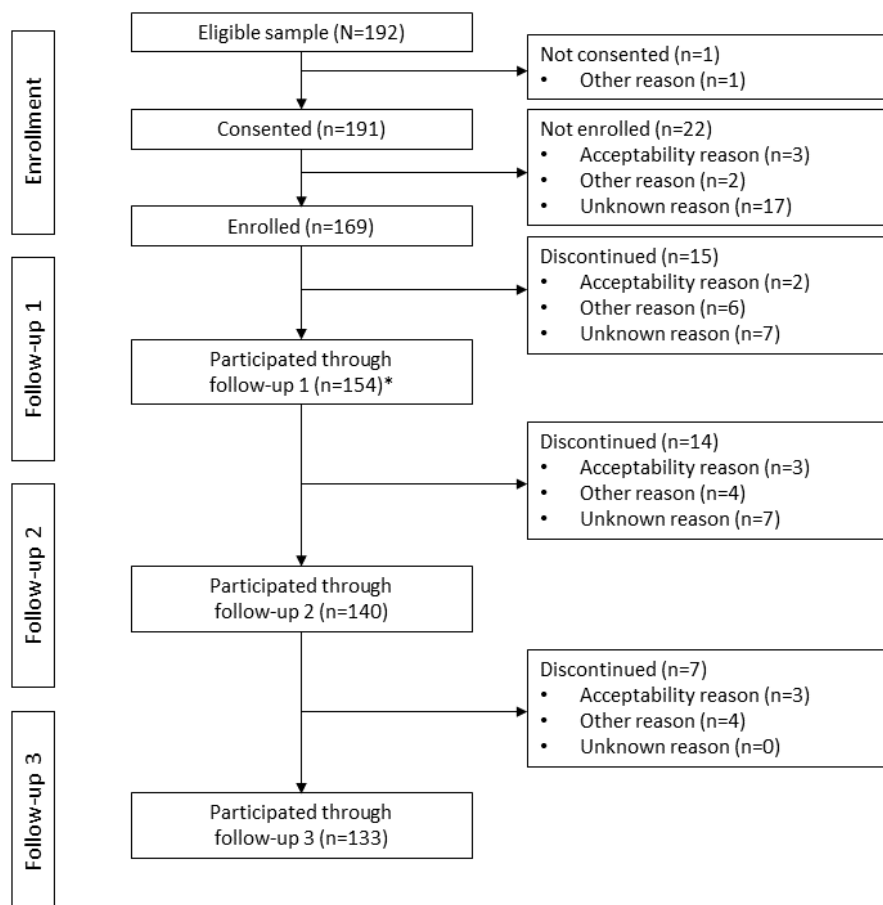 Enrollment
Eligible sample (N=192)
Not consented (n=1)
• Other reason (n=1)
Consented (n=191)
Not enrolled (n=22)
• Acceptability reason (n=3)
• Other reason (n=2)
• Unknown reason (n=17)
Enrolled (n=169)
Follow-up 1
Discontinued (n=15)
• Acceptability reason (n=2)
• Other reason (n=6)
• Unknown reason (n=7)
Participated through
follow-up 1 (n=154)*
Follow-up 2
Discontinued (n=14)
• Acceptability reason (n=3)
• Other reason (n=4)
• Unknown reason (n=7)
Participated through
follow-up 2 (n=140)
Follow-up 3
Discontinued (n=7)
• Acceptability reason (n=3)
• Other reason (n=4)
• Unknown reason (n=0)
Participated through
follow-up 3 (n=133)